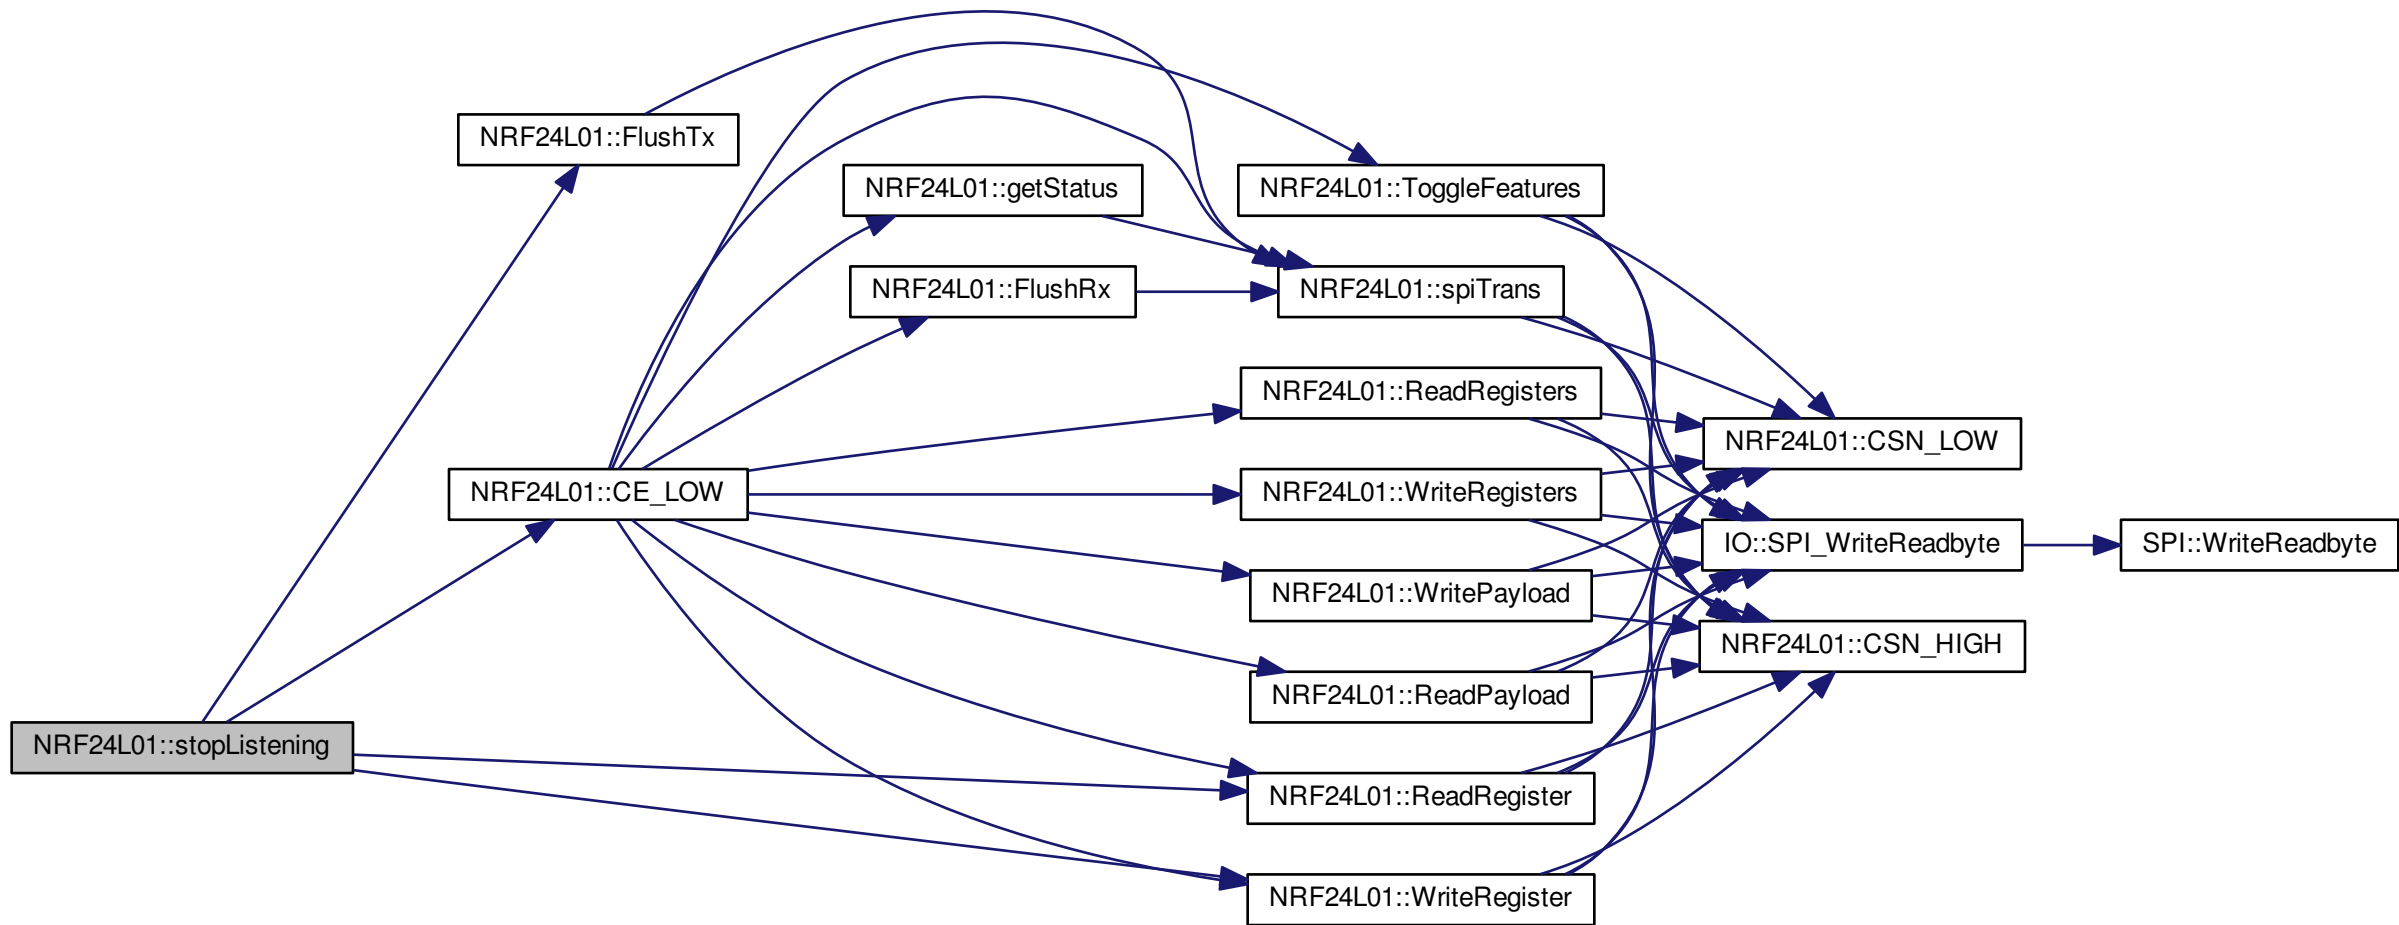 NRF24L01::FlushTx
NRF24L01::getStatus
NRF24L01::ToggleFeatures
NRF24L01::FlushRx
NRF24L01::spiTrans
NRF24L01::ReadRegisters
NRF24L01::CSN_LOW
NRF24L01::CE_LOW
NRF24L01::WriteRegisters
IO::SPI_WriteReadbyte
SPI::WriteReadbyte
NRF24L01::WritePayload
NRF24L01::CSN_HIGH
NRF24L01::ReadPayload
NRF24L01::stopListening
NRF24L01::ReadRegister
NRF24L01::WriteRegister